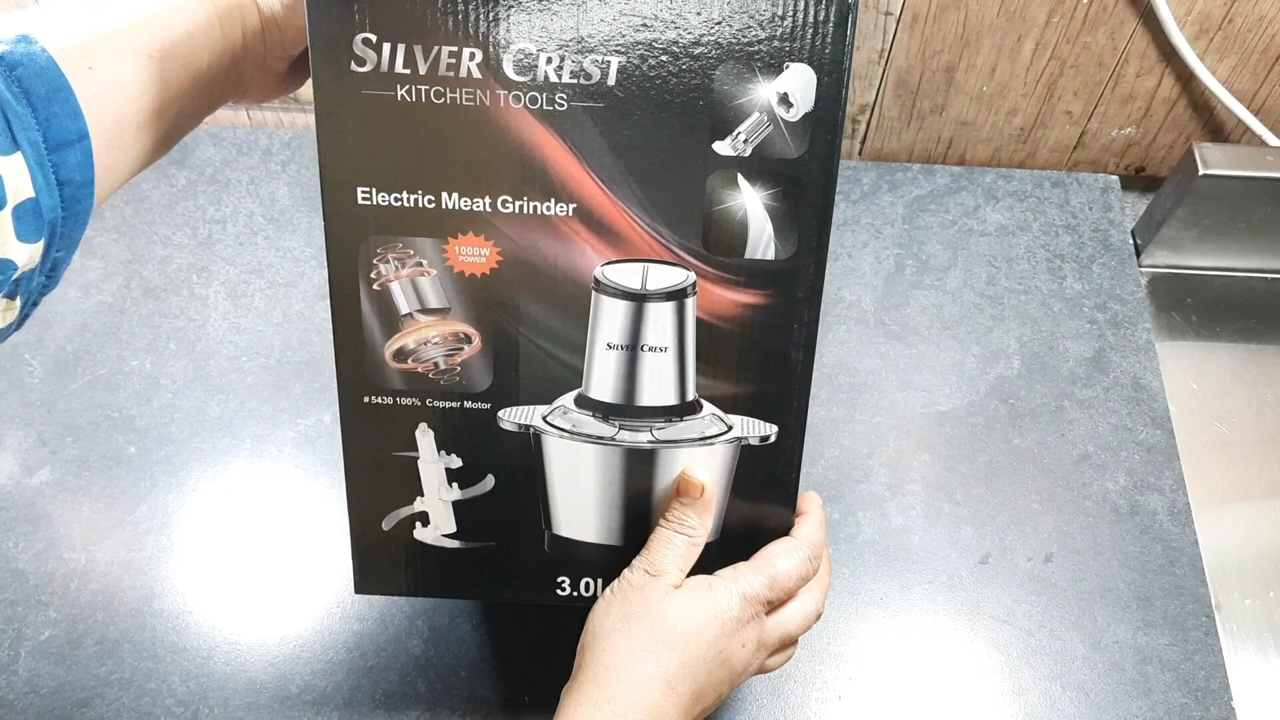 SILVER CREST
KITCHEN TOOLS
Electric Meat Grinder
1000W
POWER
SILVER CREST
#5430 100% Copper Motor
3.0